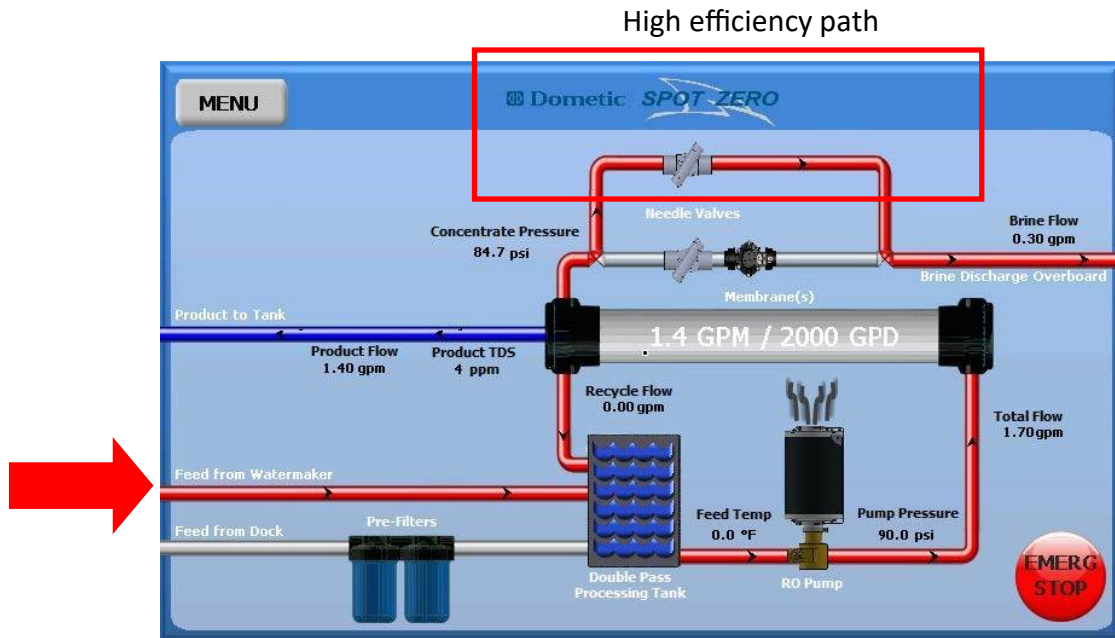 High efficiency path
MENU
Dometic SPOT ZERO
Needle Valves
Concentrate Pressure
84.7 psi
Brine Flow
0.30 gpm
Brine Discharge Overboard
Membrane(s)
Product to Tank
1.4 GPM / 2000 GPD
Product Flow
1.40 gpm
Product TDS
4 ppm
Recycle Flow
0.00 gpm
Total Flow
1.70gpm
Feed from Watermaker
Feed from Dock
Pre-Filters
Feed Temp
0.0 °F
Pump Pressure
90.0 psi
Double Pass
Processing Tank
RO Pump
EMERG
STOP